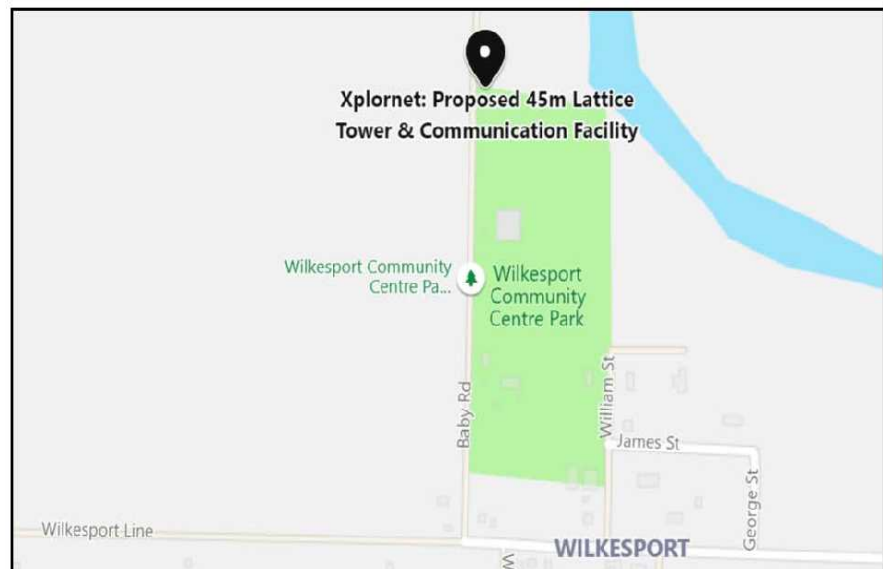 Xplornet: Proposed 45m Lattice
Tower & Communication Facility
Wilkesport Community
Centre Pa...
Wilkesport
Community
Centre Park
Baby Rd
William St
James St
George St
Wilkesport Line
WILKESPORT
W